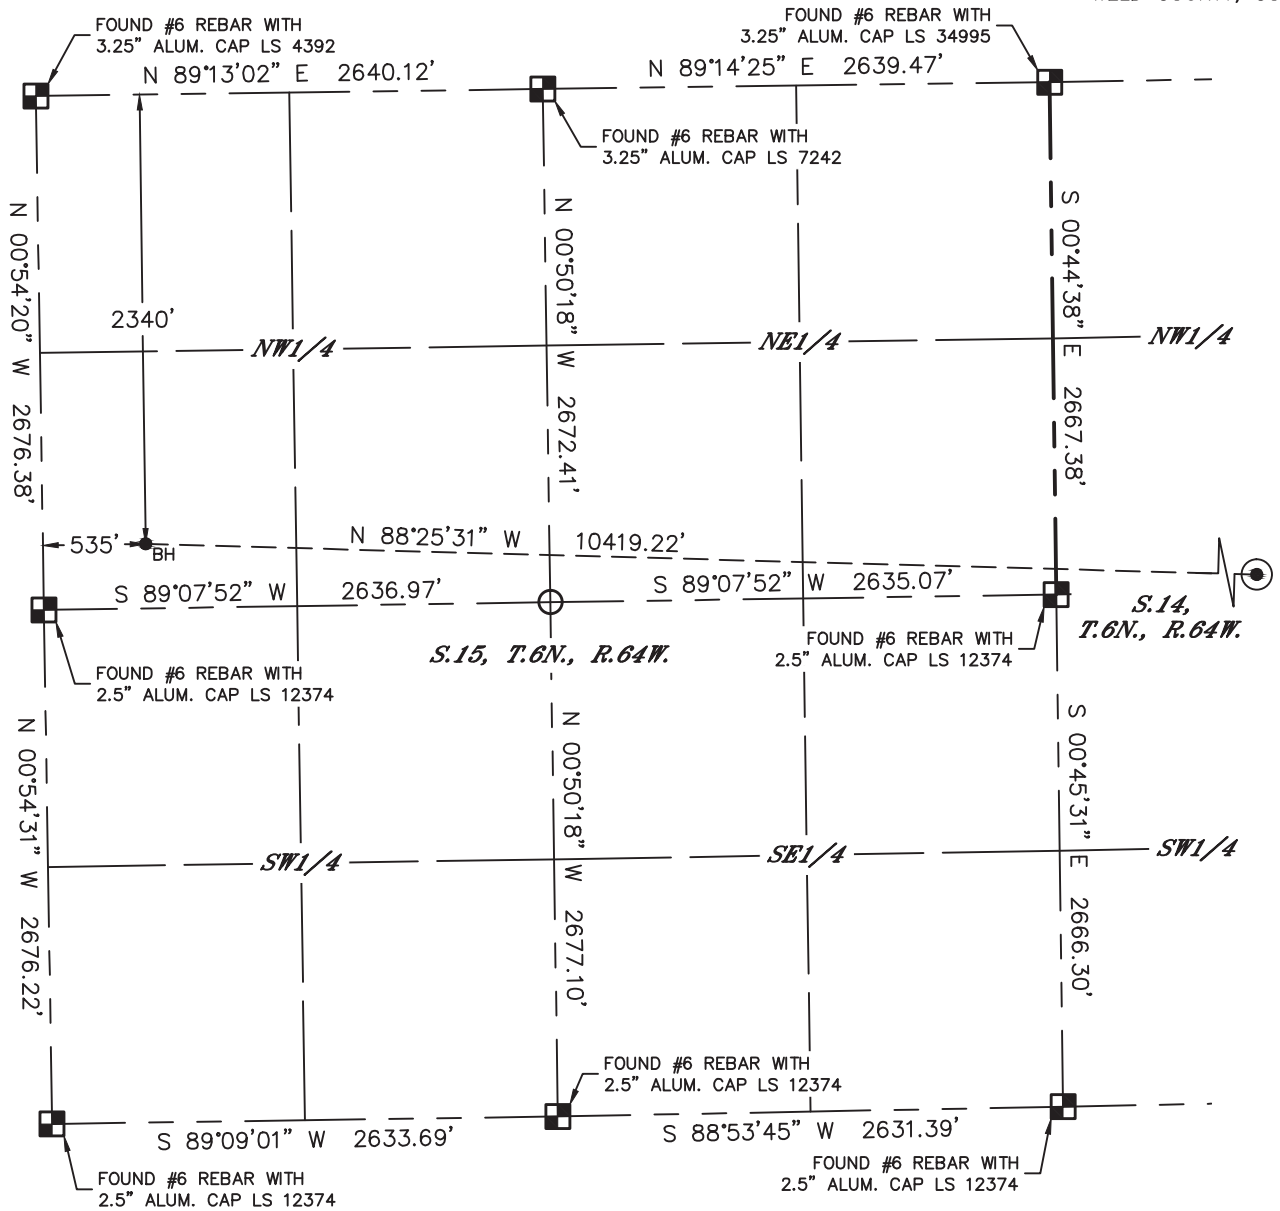 FOUND #6 REBAR WITH
3.25" ALUM. CAP LS 4392
N 89°13'02" E 2640.12'
FOUND #6 REBAR WITH
3.25" ALUM. CAP LS 34995
N 89°14'25" E 2639.47'
FOUND #6 REBAR WITH
3.25" ALUM. CAP LS 7242
N 00°54'20" W 2676.38'
2340'
N 00°50'18" W 2672.41'
S 00°44'38" E 2667.38'
NW1/4
NE1/4
NW1/4
535'
BH
N 88°25'31" W 10419.22'
S 89°07'52" W 2636.97'
S 89°07'52" W 2635.07'
S.14,
T.6N., R.64W.
S.15, T.6N., R.64W.
FOUND #6 REBAR WITH
2.5" ALUM. CAP LS 12374
FOUND #6 REBAR WITH
2.5" ALUM. CAP LS 12374
N 00°54'31" W 2676.22'
N 00°50'18" W 2677.10'
S 00°45'31" E 2666.30'
SW1/4
SE1/4
SW1/4
FOUND #6 REBAR WITH
2.5" ALUM. CAP LS 12374
S 89°09'01" W 2633.69'
S 88°53'45" W 2631.39'
FOUND #6 REBAR WITH
2.5" ALUM. CAP LS 12374
FOUND #6 REBAR WITH
2.5" ALUM. CAP LS 12374